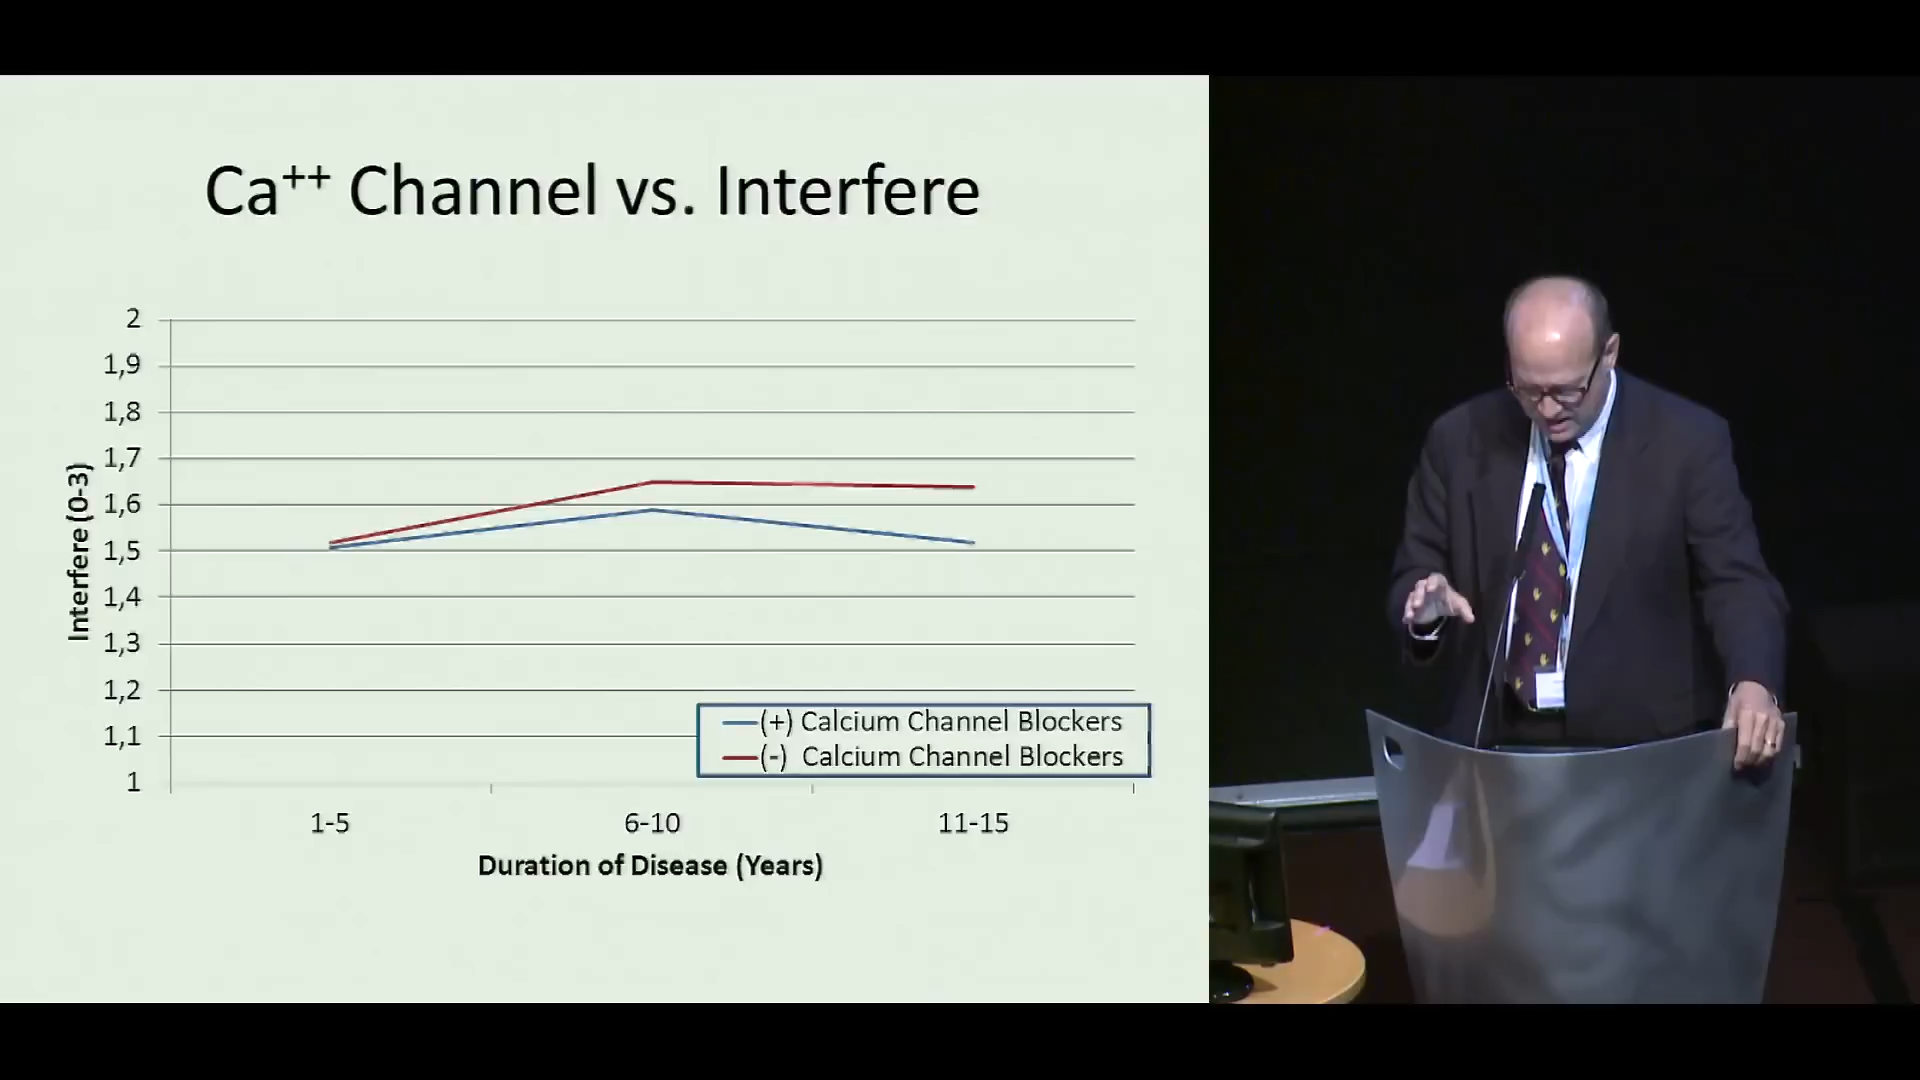 Ca++ Channel vs. Interfere
2
1,9
1,8
1,7
1,6
1,5
1,4
1,3
1,2
1,1
1
Interfere (0-3)
(+) Calcium Channel Blockers
(-) Calcium Channel Blockers
1-5
6-10
11-15
Duration of Disease (Years)